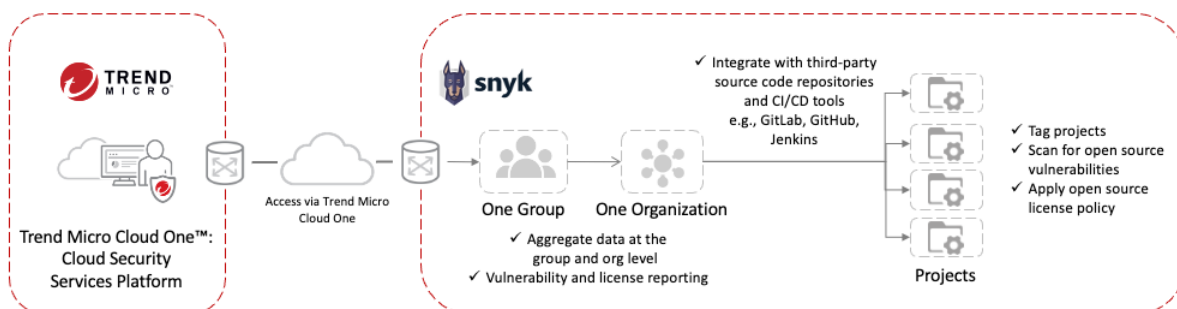 TREND
MICRO™
Trend Micro Cloud One™:
Cloud Security
Services Platform
Access via Trend Micro
Cloud One
snyk
One Group
One Organization
✓ Aggregate data at the
group and org level
✓ Vulnerability and license reporting
✓ Integrate with third-party
source code repositories
and CI/CD tools
e.g., GitLab, GitHub,
Jenkins
Projects
✓ Tag projects
✓ Scan for open source
vulnerabilities
✓ Apply open source
license policy